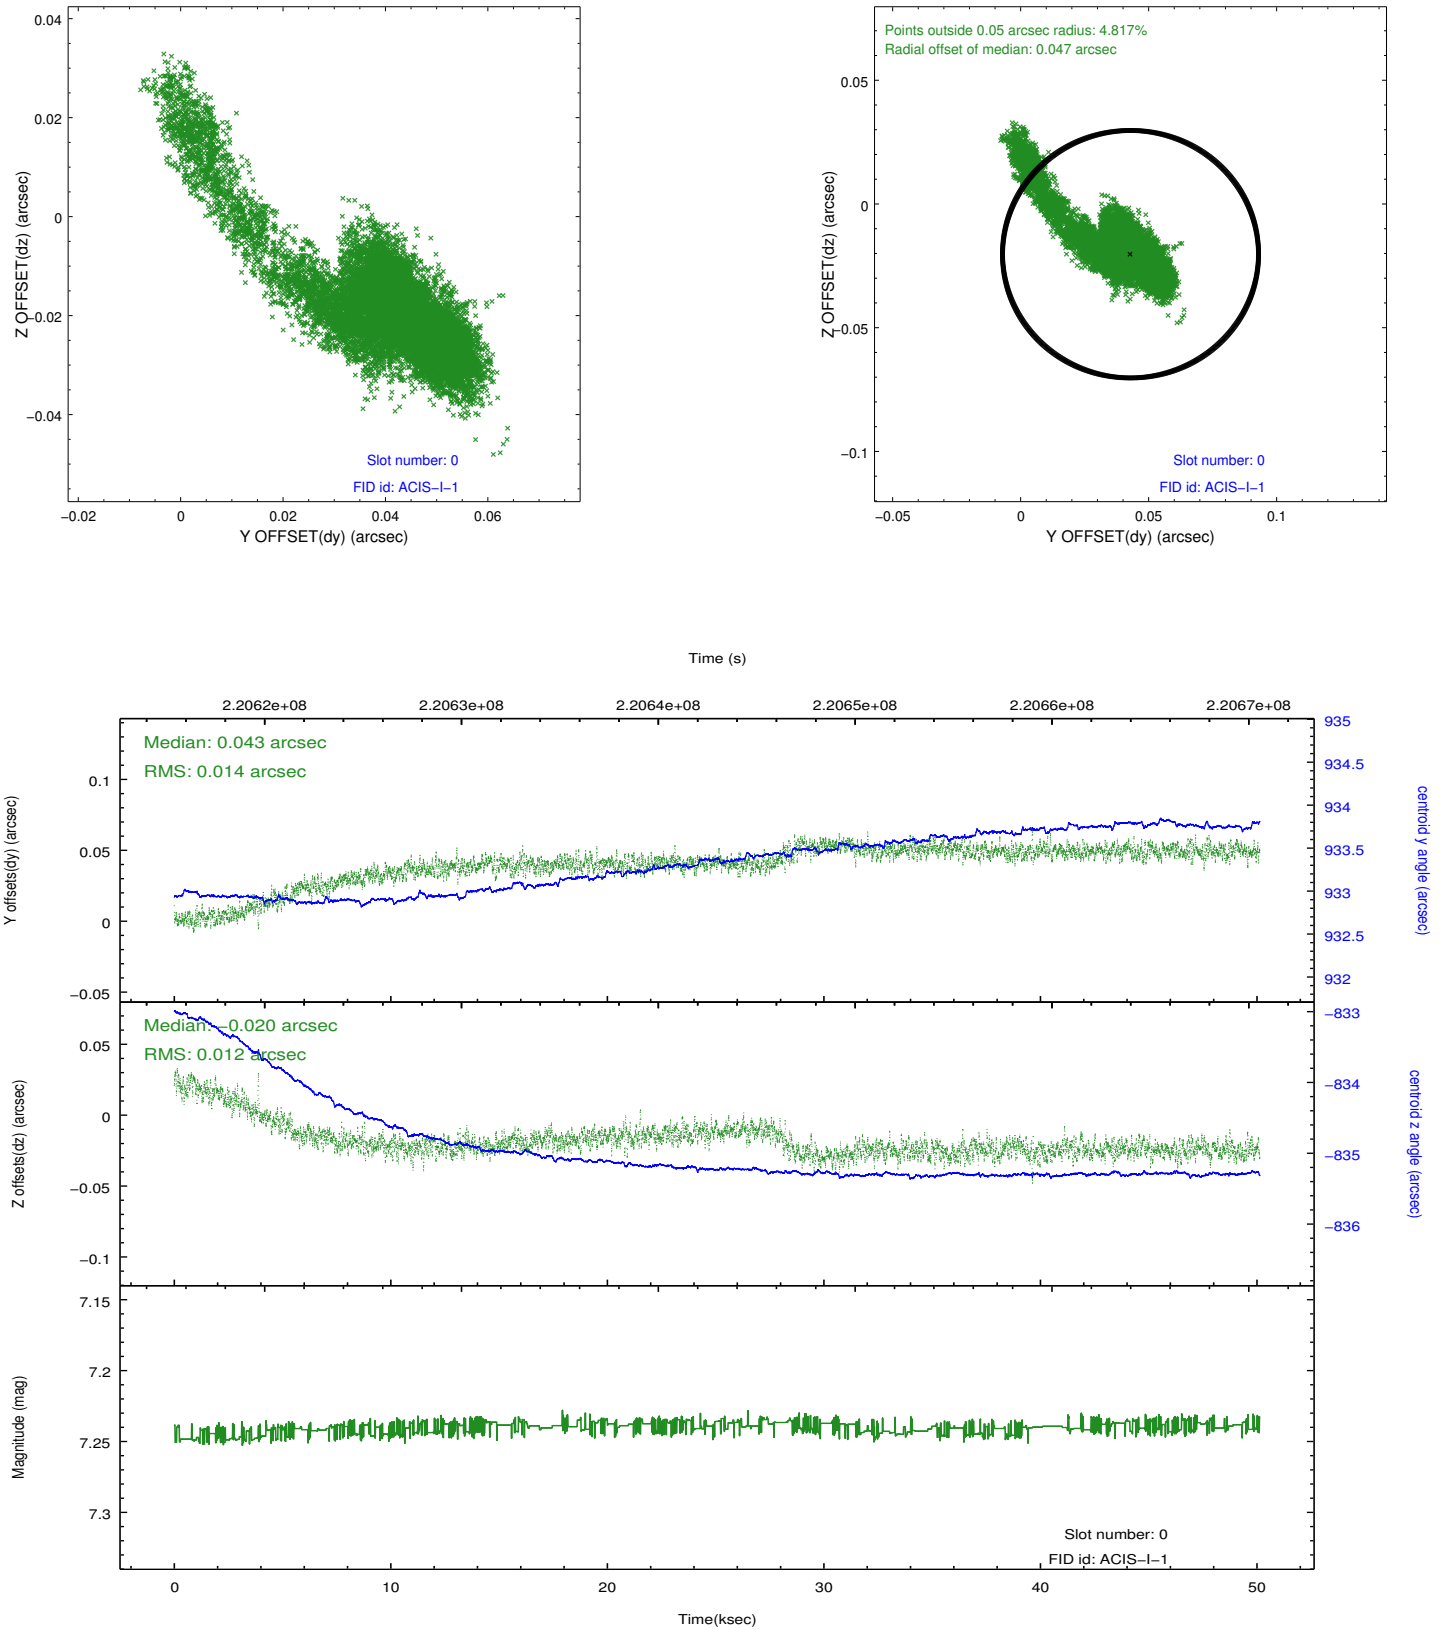 0.04
0.02
0
−0.02
−0.04
Z OFFSET(dz) (arcsec)
Slot number: 0
FID id: ACIS−I−1
−0.02 0 0.02 0.04 0.06
Y OFFSET(dy) (arcsec)
Points outside 0.05 arcsec radius: 4.817%
Radial offset of median: 0.047 arcsec
0.05
0
−0.05
−0.1
Z OFFSET(dz) (arcsec)
Slot number: 0
FID id: ACIS−I−1
−0.05 0 0.05 0.1
Y OFFSET(dy) (arcsec)
Time (s)
2.2062e+08 2.2063e+08 2.2064e+08 2.2065e+08 2.2066e+08 2.2067e+08
Median: 0.043 arcsec
RMS: 0.014 arcsec
0.1
0.05
0
−0.05
Y offsets(dy) (arcsec)
935
934.5
934
933.5
933
932.5
932
centroid y angle (arcsec)
Median: −0.020 arcsec
RMS: 0.012 arcsec
0.05
0
−0.05
−0.1
Z offsets(dz) (arcsec)
−833
−834
−835
−836
centroid z angle (arcsec)
7.15
7.2
7.25
7.3
Magnitude (mag)
Slot number: 0
FID id: ACIS−I−1
0 10 20 30 40 50
Time(ksec)